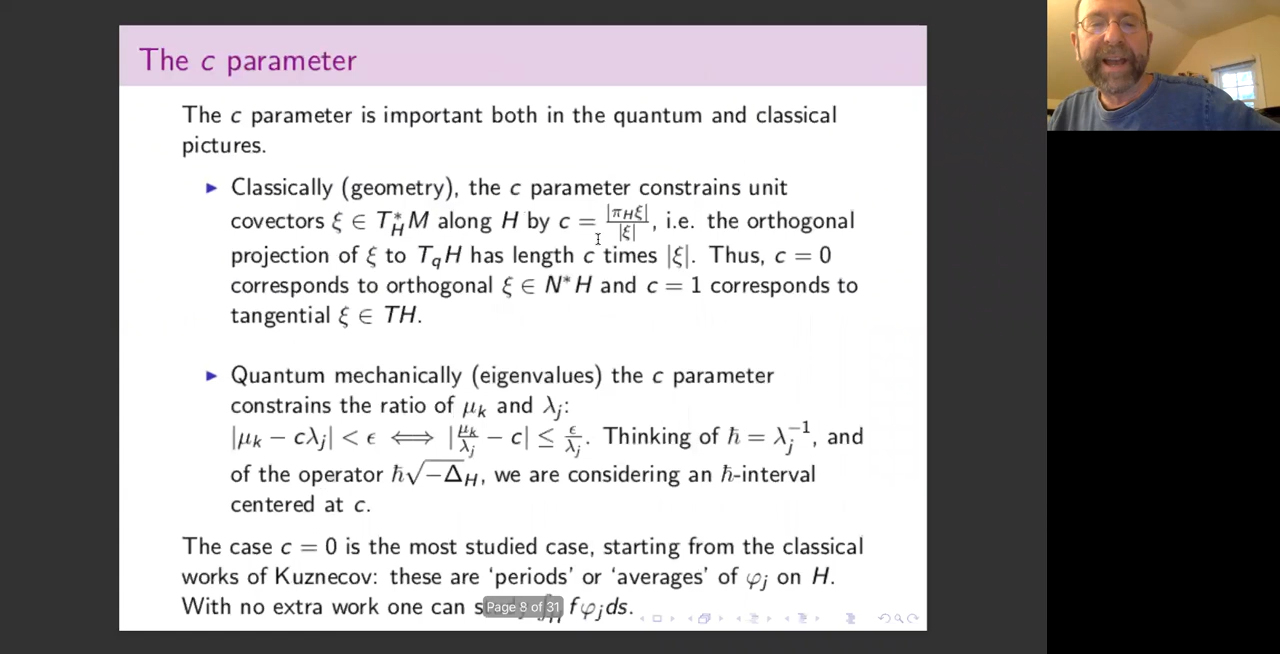 The c parameter
The c parameter is important both in the quantum and classical
pictures.
▶ Classically (geometry), the c parameter constrains unit
covectors ξ ∈ T*_H M along H by c = |π_H ξ|/|ξ|, i.e. the orthogonal
projection of ξ to T_qH has length c times |ξ|. Thus, c = 0
corresponds to orthogonal ξ ∈ N*H and c = 1 corresponds to
tangential ξ ∈ TH.
▶ Quantum mechanically (eigenvalues) the c parameter
constrains the ratio of μ_k and λ_j:
|μ_k − cλ_j| < ϵ ⟺ |μ_k/λ_j − c| ≤ ϵ/λ_j. Thinking of ℏ = λ_j^{−1}, and
of the operator ℏ√−Δ_H, we are considering an ℏ-interval
centered at c.
The case c = 0 is the most studied case, starting from the classical
works of Kuznecov: these are ‘periods’ or ‘averages’ of φ_j on H.
With no extra work one can fφ_jds.
Page 8 of 31